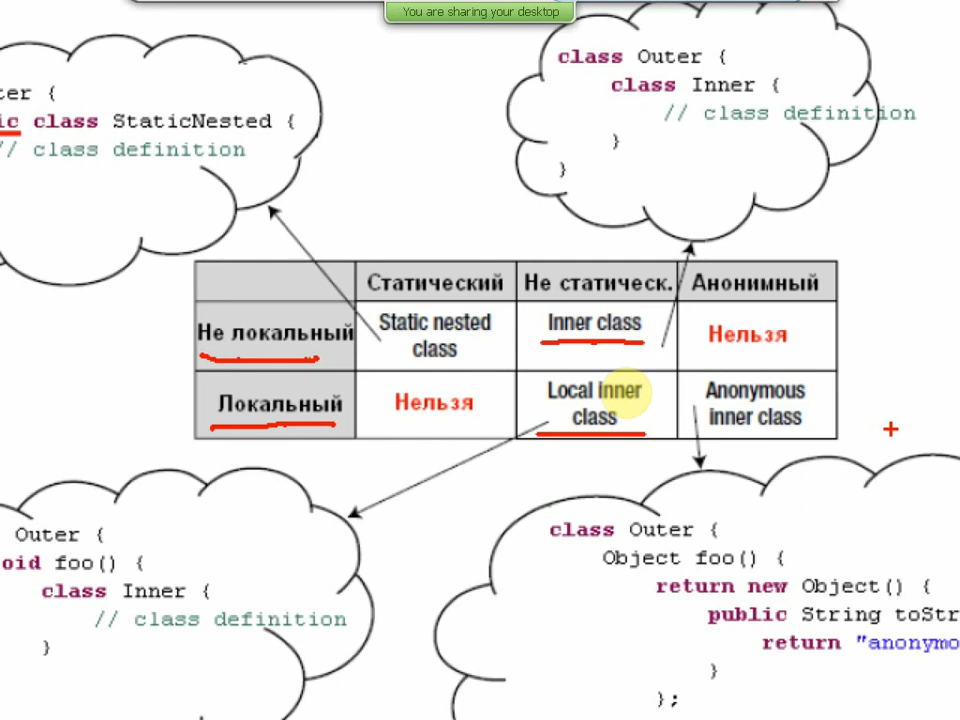 You are sharing your desktop
ter {
ic class StaticNested {
// class definition
class Outer {
class Inner {
// class definition
}
}
Статический Не статическ. Анонимный
Не локальный Static nested class Inner class Нельзя
Локальный Нельзя Local inner class Anonymous inner class
+
Outer {
oid foo() {
class Inner {
// class definition
}
class Outer {
Object foo() {
return new Object() {
public String toStr
return "anonymo
}
};